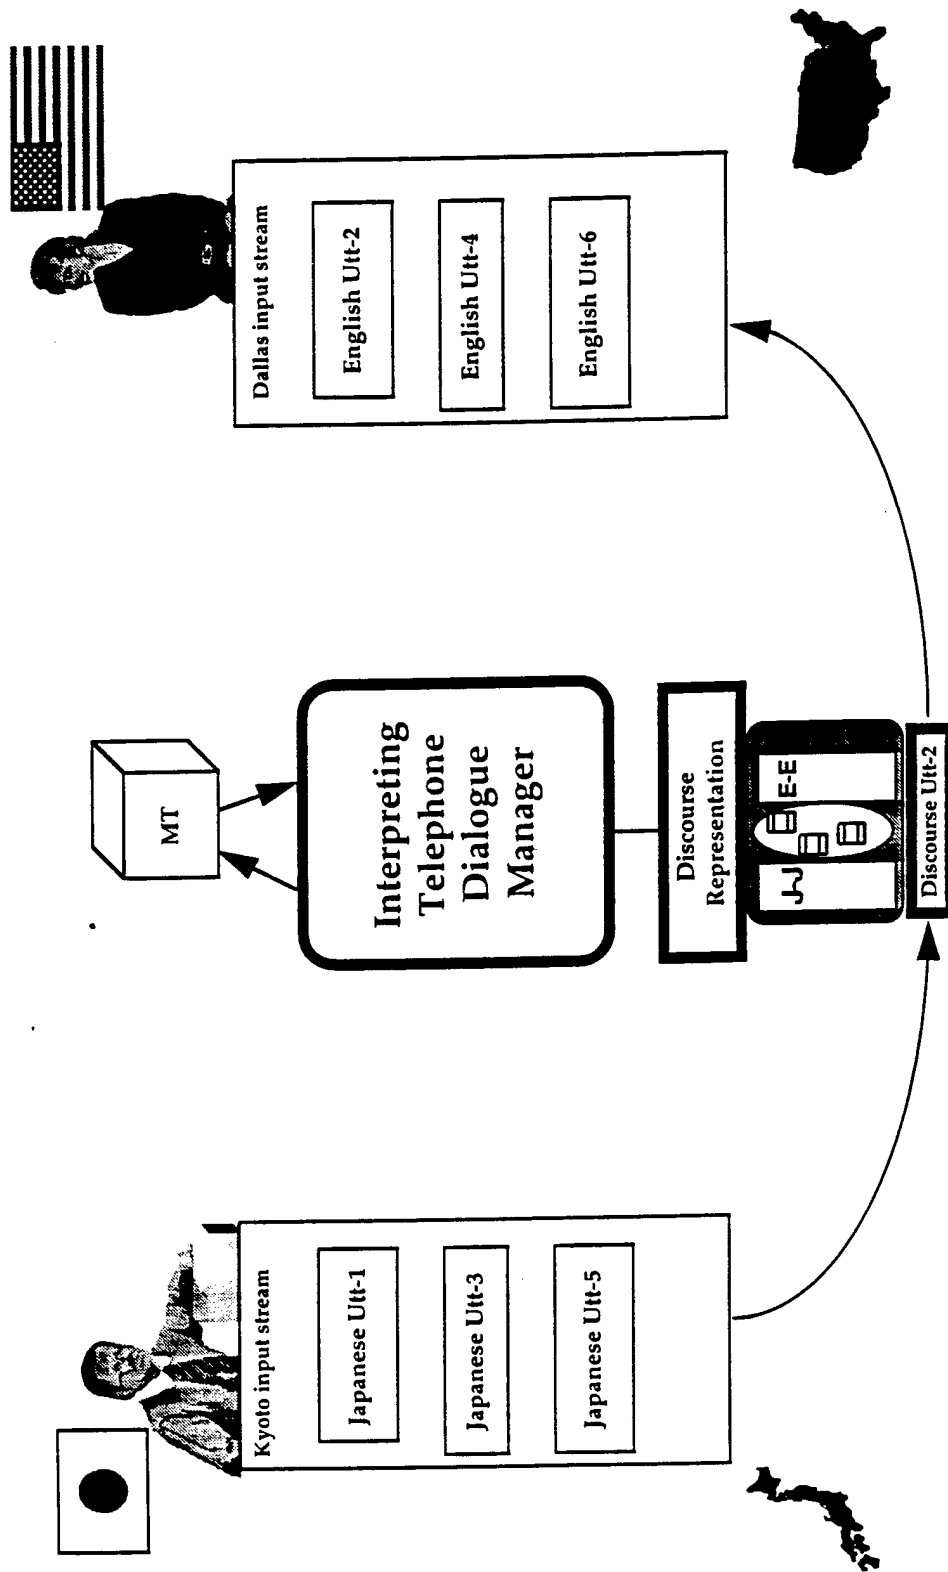 MT
Interpreting
Telephone
Dialogue
Manager
Kyoto input stream
Japanese Utt-1
Japanese Utt-3
Japanese Utt-5
Dallas input stream
English Utt-2
English Utt-4
English Utt-6
Discourse
Representation
J-J
E-E
Discourse Utt-2